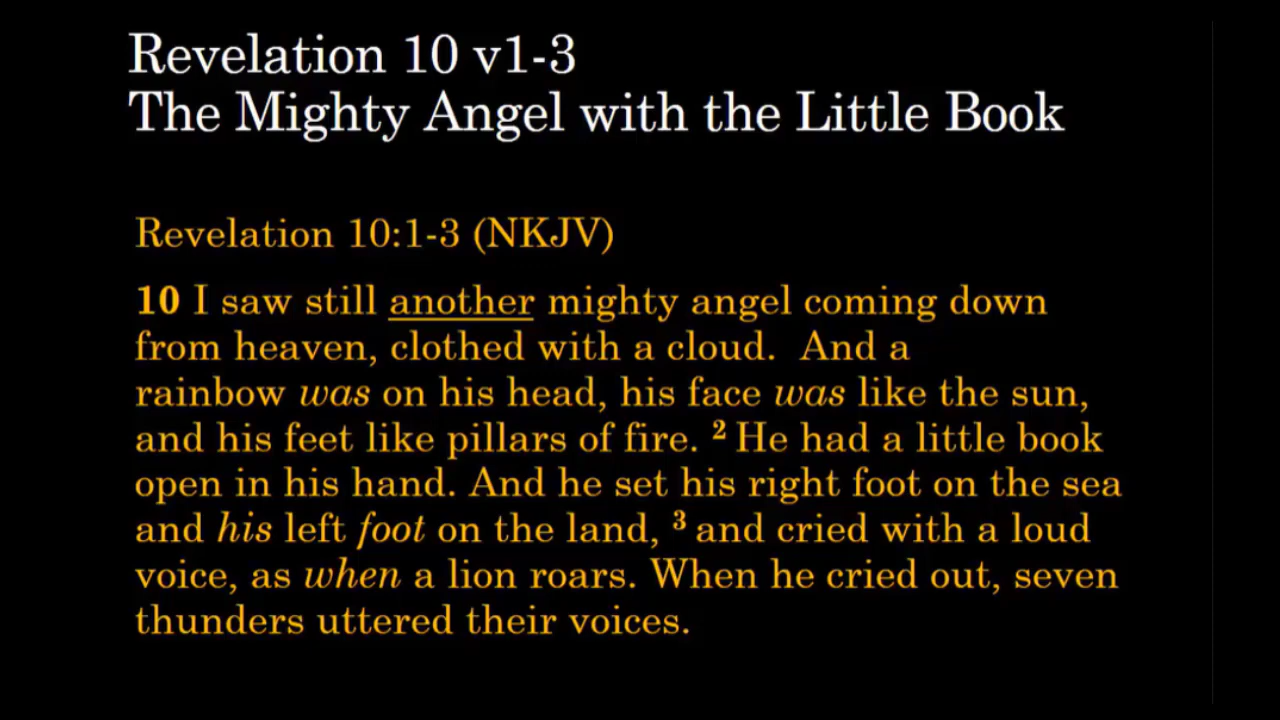 Revelation 10 v1-3
The Mighty Angel with the Little Book
Revelation 10:1-3 (NKJV)
10 I saw still another mighty angel coming down
from heaven, clothed with a cloud.  And a
rainbow was on his head, his face was like the sun,
and his feet like pillars of fire. 2 He had a little book
open in his hand. And he set his right foot on the sea
and his left foot on the land, 3 and cried with a loud
voice, as when a lion roars. When he cried out, seven
thunders uttered their voices.